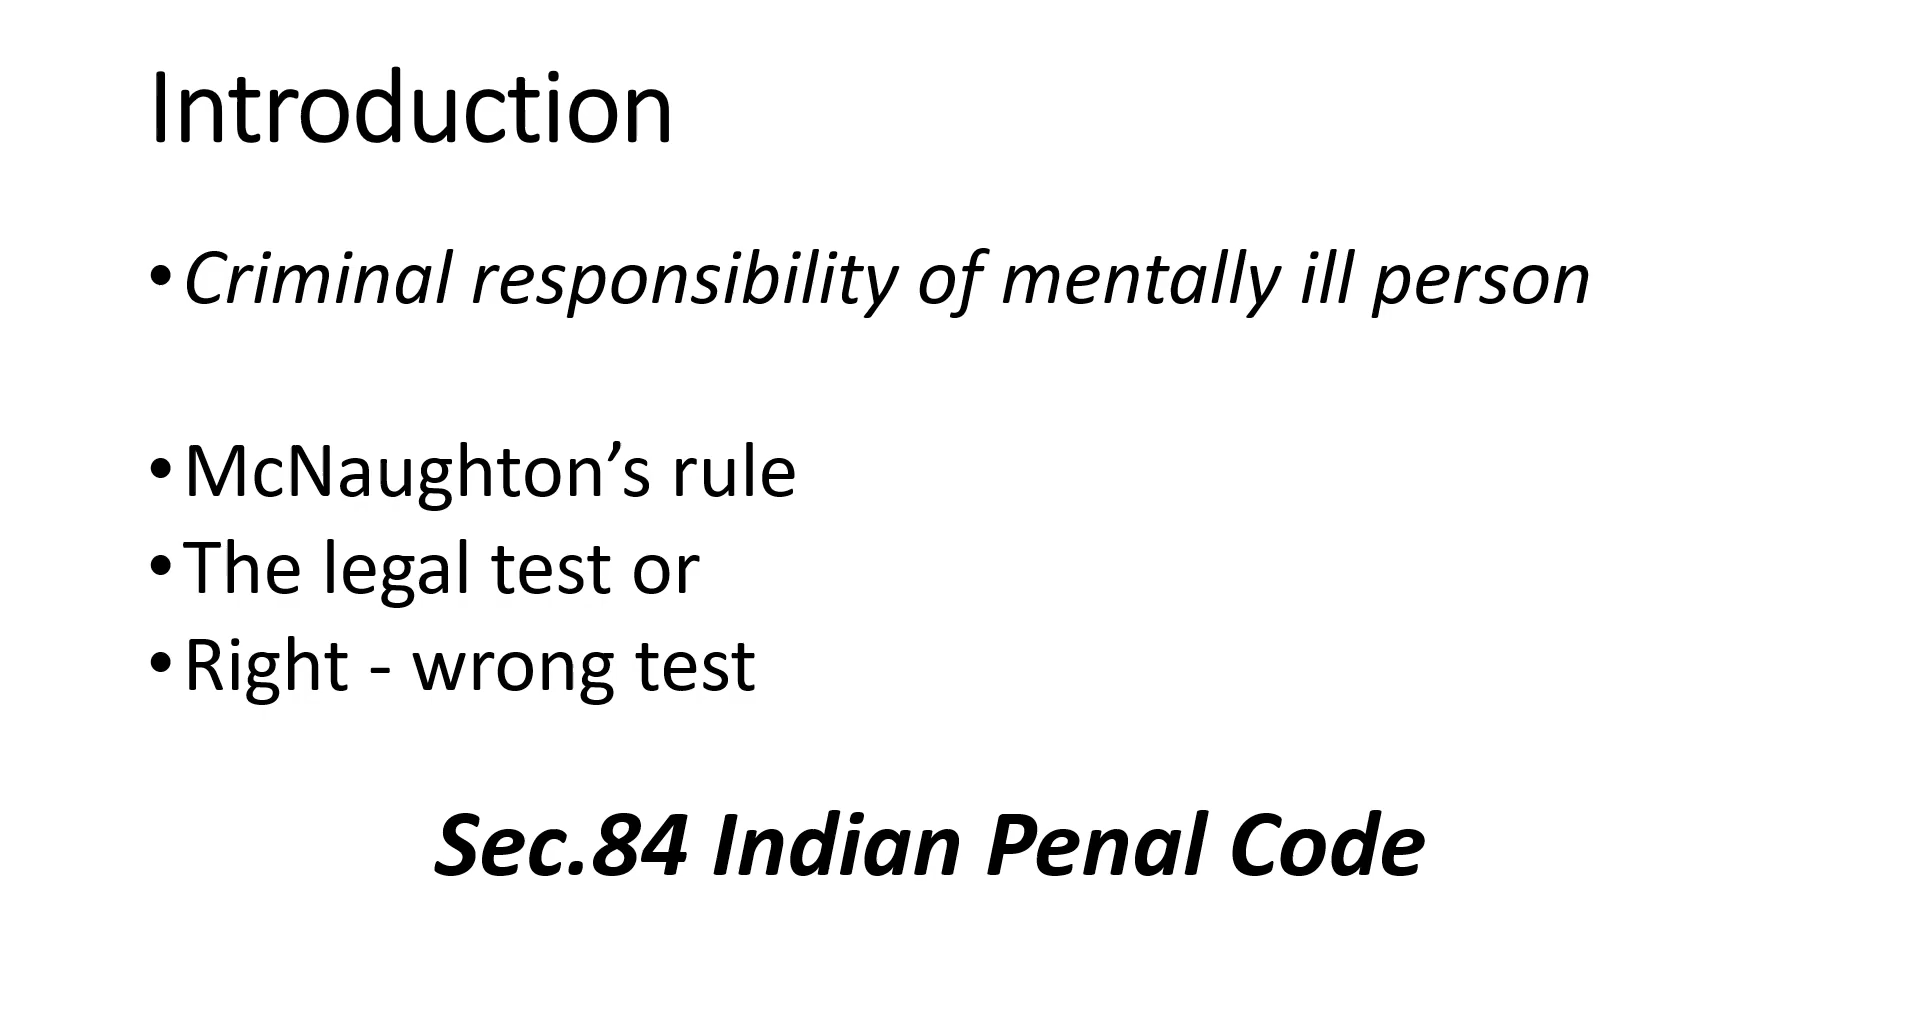 Introduction
• Criminal responsibility of mentally ill person
• McNaughton’s rule
• The legal test or
• Right - wrong test
Sec.84 Indian Penal Code